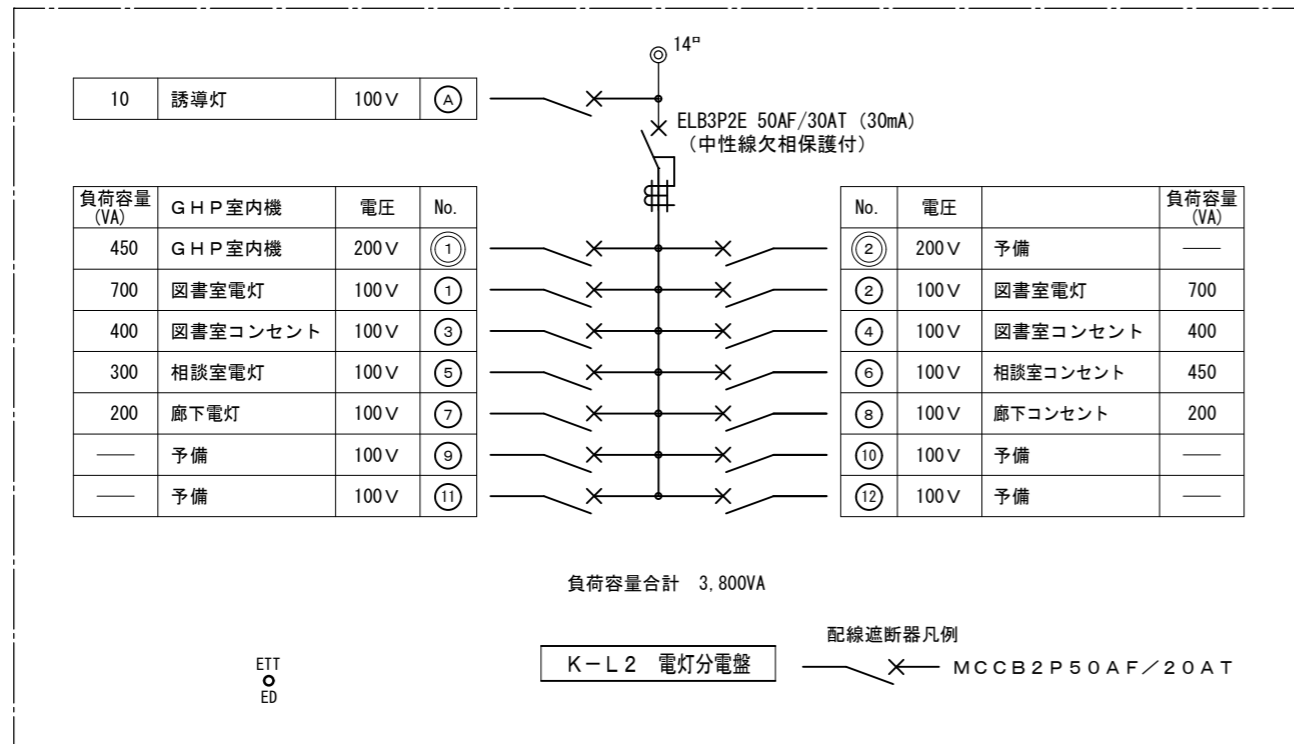 14□
10 誘導灯 100V A
ELB3P2E 50AF/30AT (30mA)
(中性線欠相保護付)
負荷容量(VA) GHP室内機 電圧 No.
450 GHP室内機 200V 1
700 図書室電灯 100V 1
400 図書室コンセント 100V 3
300 相談室電灯 100V 5
200 廊下電灯 100V 7
── 予備 100V 9
── 予備 100V 11
No. 電圧 負荷容量(VA)
2 200V 予備 ──
2 100V 図書室電灯 700
4 100V 図書室コンセント 400
6 100V 相談室コンセント 450
8 100V 廊下コンセント 200
10 100V 予備 ──
12 100V 予備 ──
負荷容量合計 3,800VA
配線遮断器凡例
K-L2 電灯分電盤
MCCB2P50AF/20AT
ETT
ED